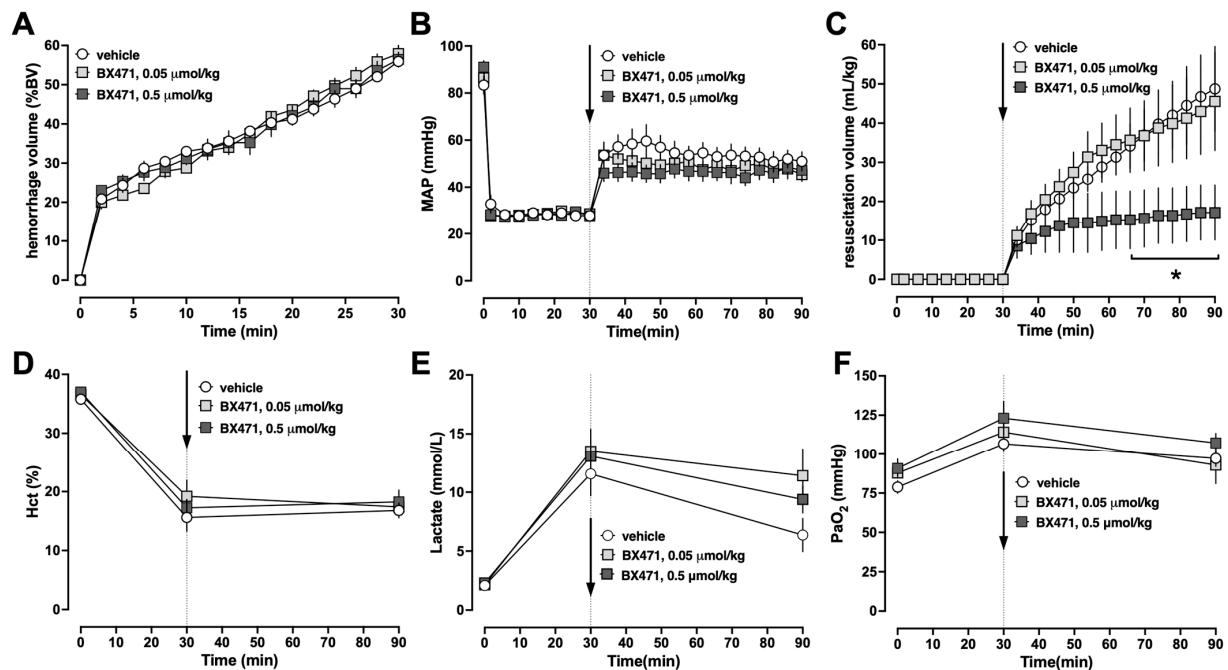 A
hemorrhage volume (%BV)
60
50
40
30
20
10
0
vehicle
BX471, 0.05 μmol/kg
BX471, 0.5 μmol/kg
0 5 10 15 20 25 30
Time (min)
B
MAP (mmHg)
100
80
60
40
20
0
vehicle
BX471, 0.05 μmol/kg
BX471, 0.5 μmol/kg
0 10 20 30 40 50 60 70 80 90
Time(min)
C
resuscitation volume (mL/kg)
60
50
40
30
20
10
0
vehicle
BX471, 0.05 μmol/kg
BX471, 0.5 μmol/kg
*
0 10 20 30 40 50 60 70 80 90
Time (min)
D
Hct (%)
40
30
20
10
0
vehicle
BX471, 0.05 μmol/kg
BX471, 0.5 μmol/kg
0 10 20 30 40 50 60 70 80 90
Time(min)
E
Lactate (mmol/L)
20
15
10
5
0
vehicle
BX471, 0.05 μmol/kg
BX471, 0.5 μmol/kg
0 10 20 30 40 50 60 70 80 90
Time(min)
F
PaO2 (mmHg)
150
125
100
75
50
25
0
vehicle
BX471, 0.05 μmol/kg
BX471, 0.5 μmol/kg
0 10 20 30 40 50 60 70 80 90
Time(min)